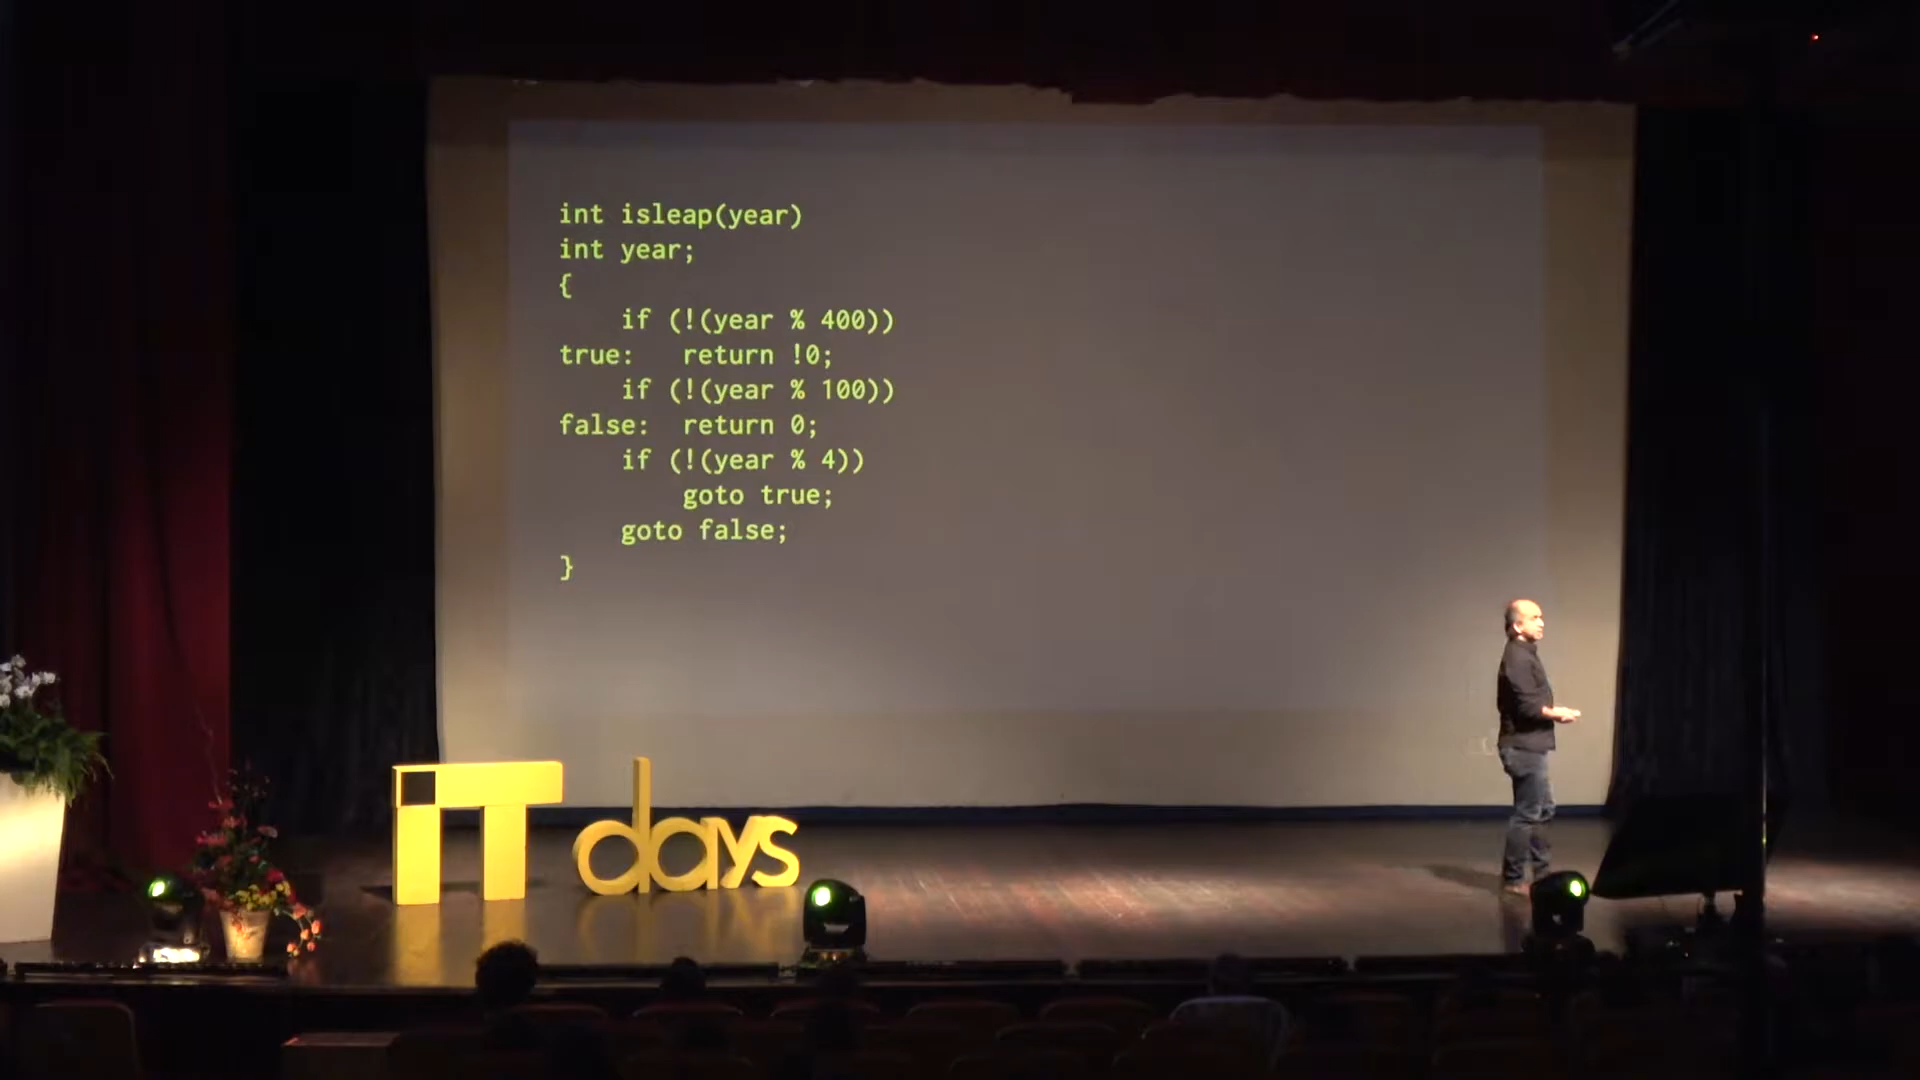 int isleap(year)
int year;
{
    if (!(year % 400))
true:   return !0;
    if (!(year % 100))
false:  return 0;
    if (!(year % 4))
        goto true;
    goto false;
}
iT days